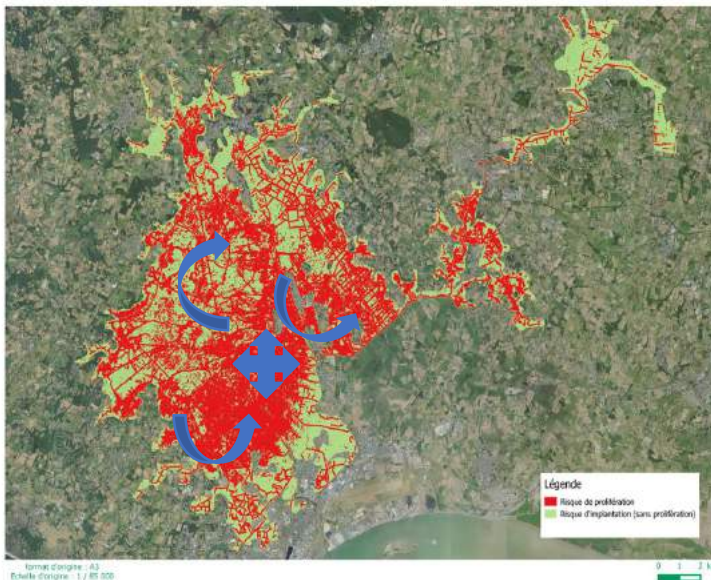 Légende
Risque de prolifération
Risque d'implantation (sans prolifération)
format d'origine : A3
Echelle d'origine : 1 / 85 000
0 1 2 k